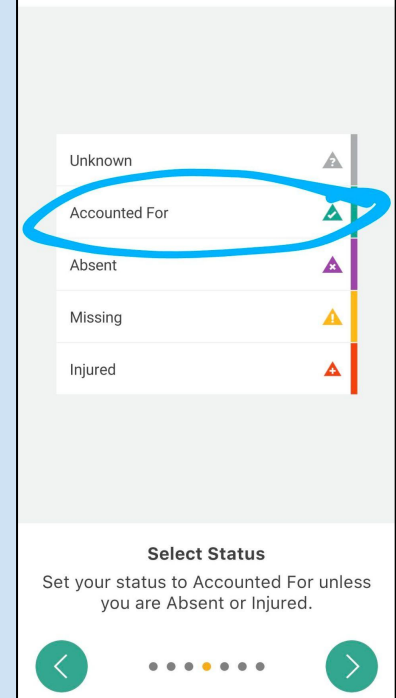 Unknown
Accounted For
Absent
Missing
Injured
Select Status
Set your status to Accounted For unless
you are Absent or Injured.